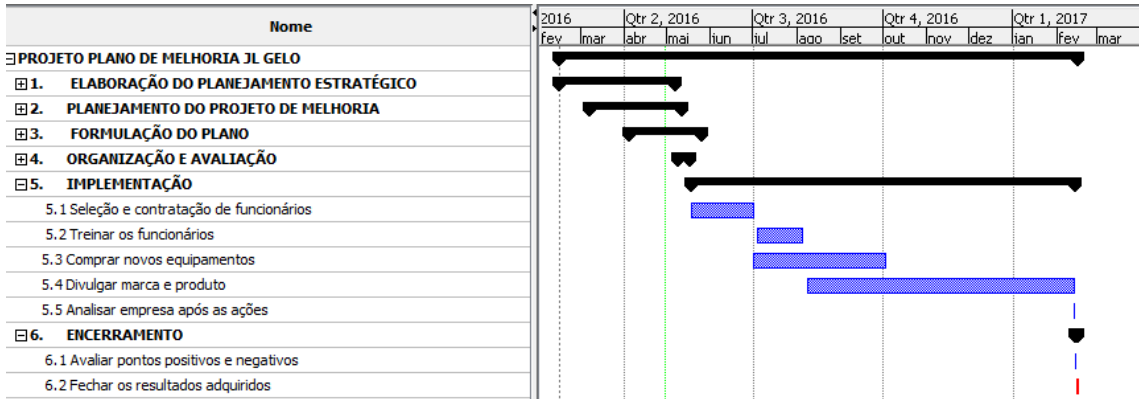 Nome
2016 Qtr 2, 2016 Qtr 3, 2016 Qtr 4, 2016 Qtr 1, 2017
fev mar abr mai jun jul ago set out nov dez jan fev mar
PROJETO PLANO DE MELHORIA JL GELO
1. ELABORAÇÃO DO PLANEJAMENTO ESTRATÉGICO
2. PLANEJAMENTO DO PROJETO DE MELHORIA
3. FORMULAÇÃO DO PLANO
4. ORGANIZAÇÃO E AVALIAÇÃO
5. IMPLEMENTAÇÃO
5.1 Seleção e contratação de funcionários
5.2 Treinar os funcionários
5.3 Comprar novos equipamentos
5.4 Divulgar marca e produto
5.5 Analisar empresa após as ações
6. ENCERRAMENTO
6.1 Avaliar pontos positivos e negativos
6.2 Fechar os resultados adquiridos